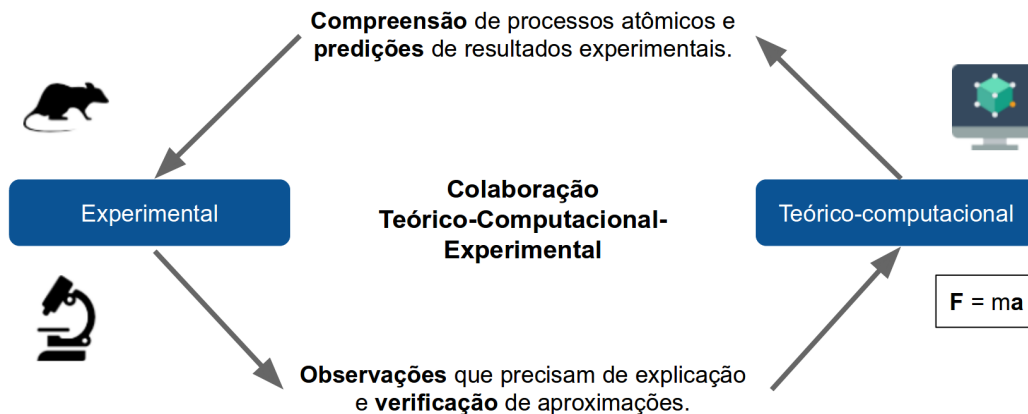 Compreensão de processos atômicos e
predições de resultados experimentais.
Experimental
Colaboração
Teórico-Computacional-
Experimental
Teórico-computacional
F = ma
Observações que precisam de explicação
e verificação de aproximações.